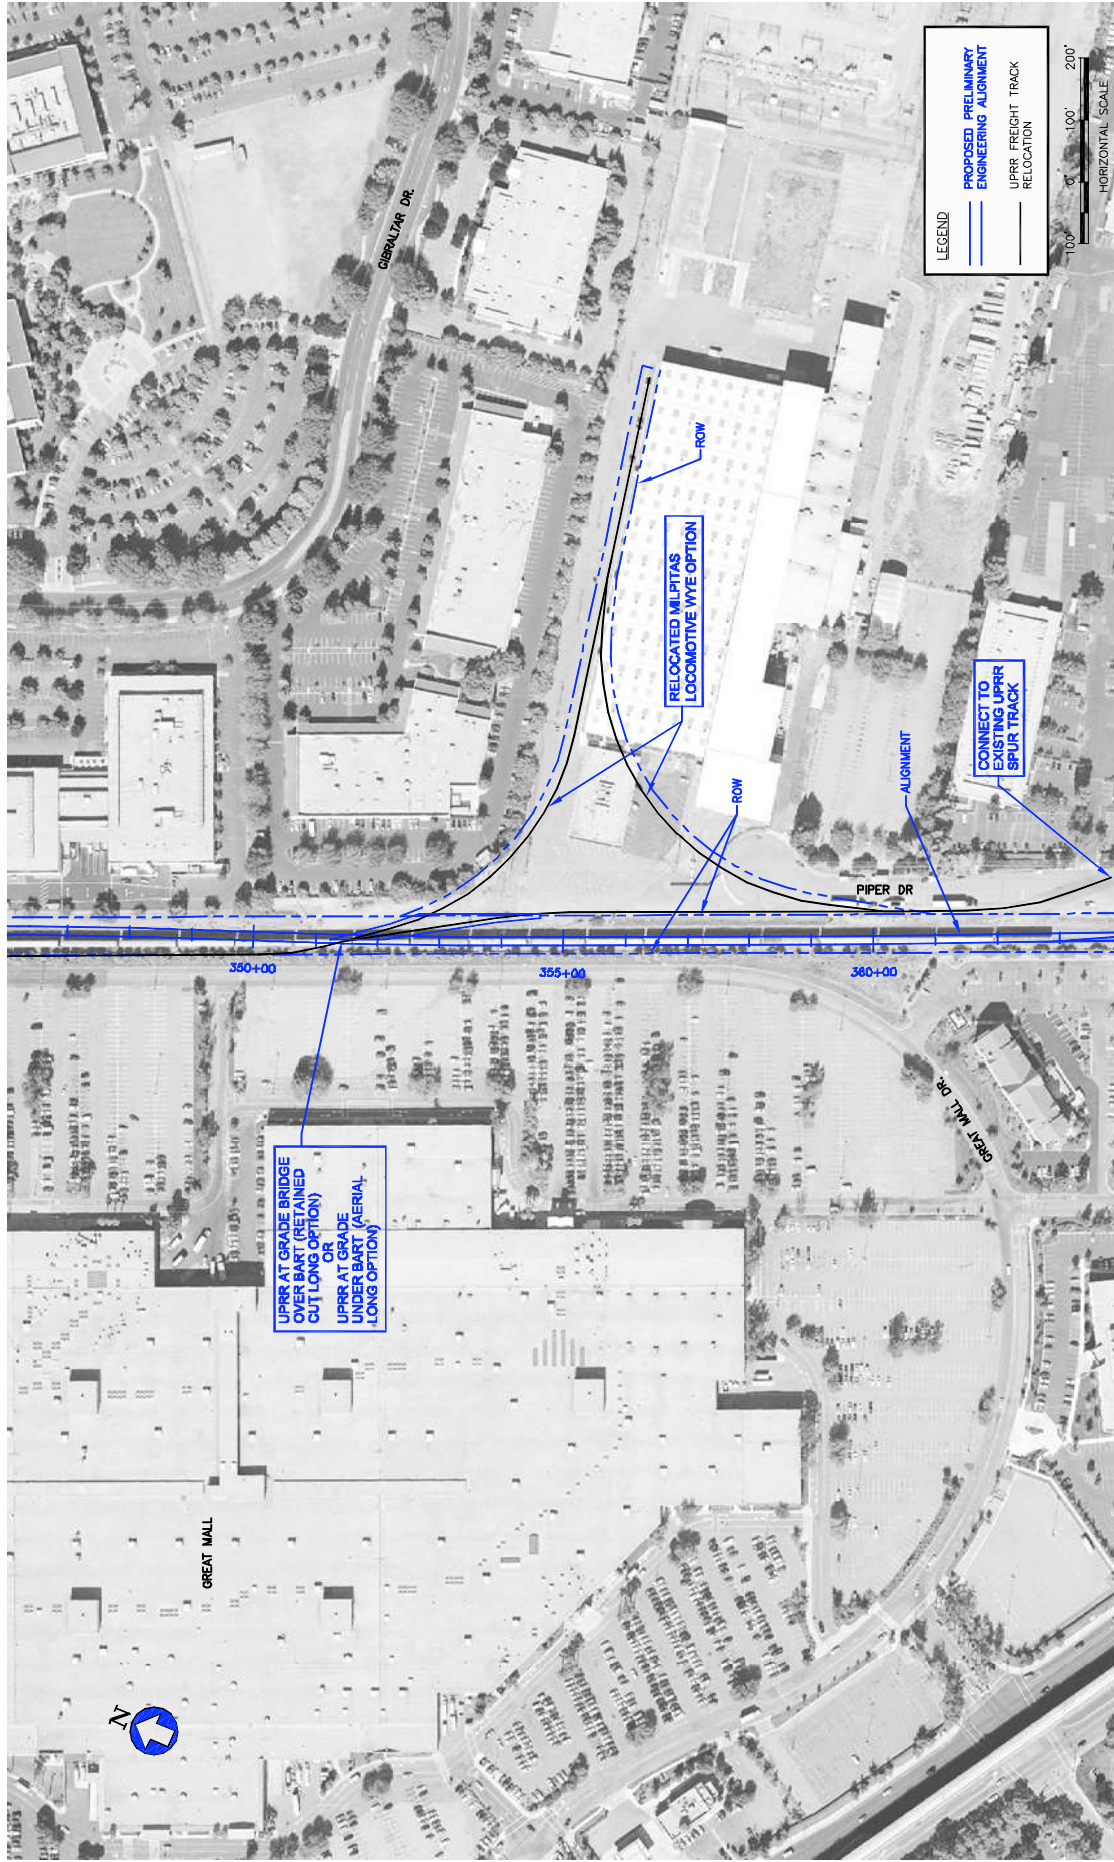 GIBRALTAR DR.
LEGEND
PROPOSED PRELIMINARY
ENGINEERING ALIGNMENT
UPRR FREIGHT TRACK
RELOCATION
100'
0'
100'
200'
HORIZONTAL SCALE
ROW
RELOCATED MILPITAS
LOCOMOTIVE WYE OPTION
CONNECT TO
EXISTING UPRR
SPUR TRACK
ROW
ALIGNMENT
PIPER DR
350+00
355+00
360+00
GREAT MALL DR.
UPRR AT GRADE BRIDGE
OVER BART (RETAINED
CUT LONG OPTION)
OR
UPRR AT GRADE
UNDER BART (AERIAL
LONG OPTION)
GREAT MALL
N